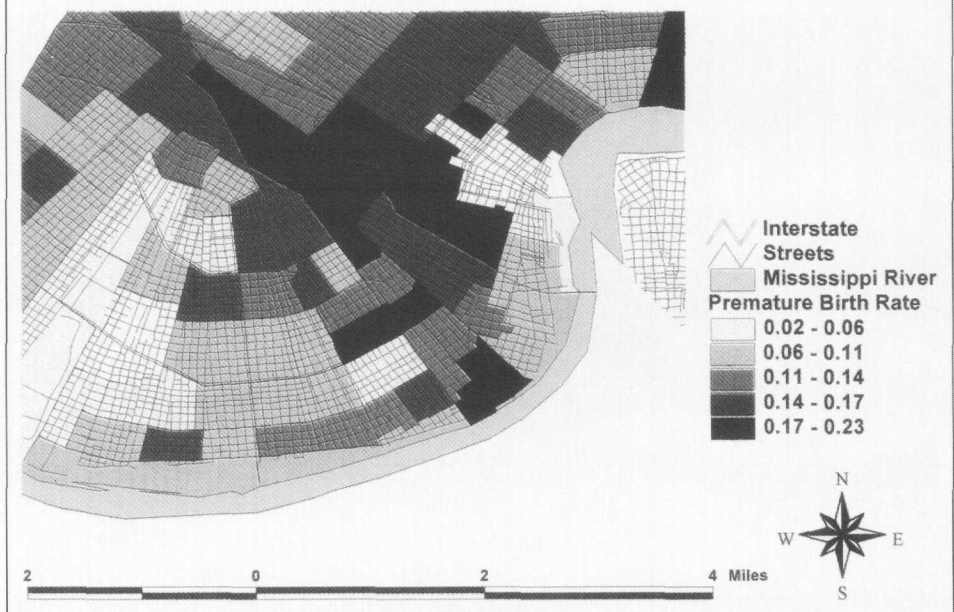 Interstate
Streets
Mississippi River
Premature Birth Rate
0.02 - 0.06
0.06 - 0.11
0.11 - 0.14
0.14 - 0.17
0.17 - 0.23
N
W E
S
2 0 2 4 Miles